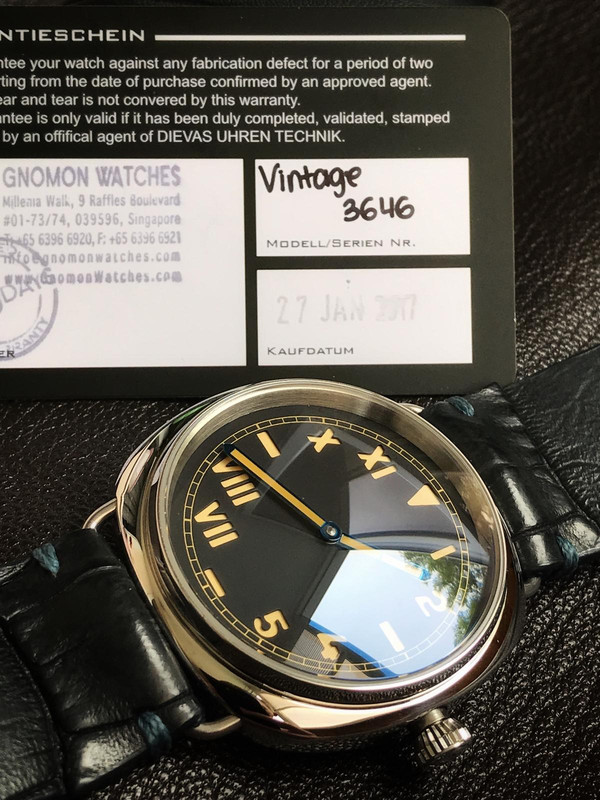 NTIESCHEIN
ntee your watch against any fabrication defect for a period of two
rting from the date of purchase confirmed by an approved agent.
ear and tear is not convered by this warranty.
ntee is only valid if it has been duly completed, validated, stamped
by an offifical agent of DIEVAS UHREN TECHNIK.
GNOMON WATCHES
Millenia Walk, 9 Raffles Boulevard
#01-73/74, 039596, Singapore
T: +65 6396 6920, F: +65 6396 6921
info@gnomonwatches.com
www.GnomonWatches.com
Vintage
3646
MODELL/SERIEN NR.
27 JAN 2017
KAUFDATUM
ER
X
XI
I
2
VIII
VII
5
4